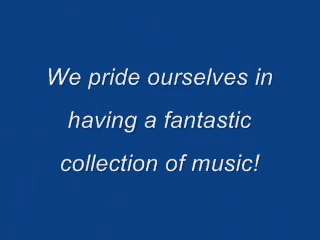 We pride ourselves in
having a fantastic
collection of music!